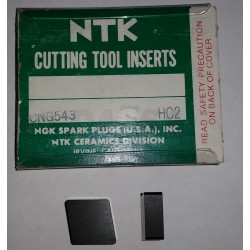 NTK
CUTTING TOOL INSERTS
CNG543 HC2
NGK SPARK PLUGS (U.S.A.), INC.
NTK CERAMICS DIVISION
READ SAFETY PRECAUTION
ON BACK OF COVER